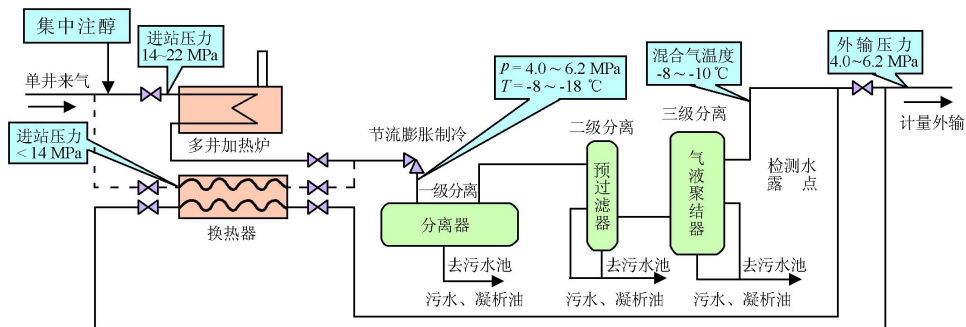 集中注醇
单井来气
进站压力
14~22 MPa
多井加热炉
进站压力
< 14 MPa
换热器
节流膨胀制冷
p = 4.0 ~ 6.2 MPa
T = -8 ~ -18 ℃
一级分离
分离器
去污水池
污水、凝析油
二级分离
预过滤器
去污水池
污水、凝析油
三级分离
气液聚结器
去污水池
污水、凝析油
混合气温度
-8 ~ -10 ℃
检测水
露 点
外输压力
4.0~6.2 MPa
计量外输